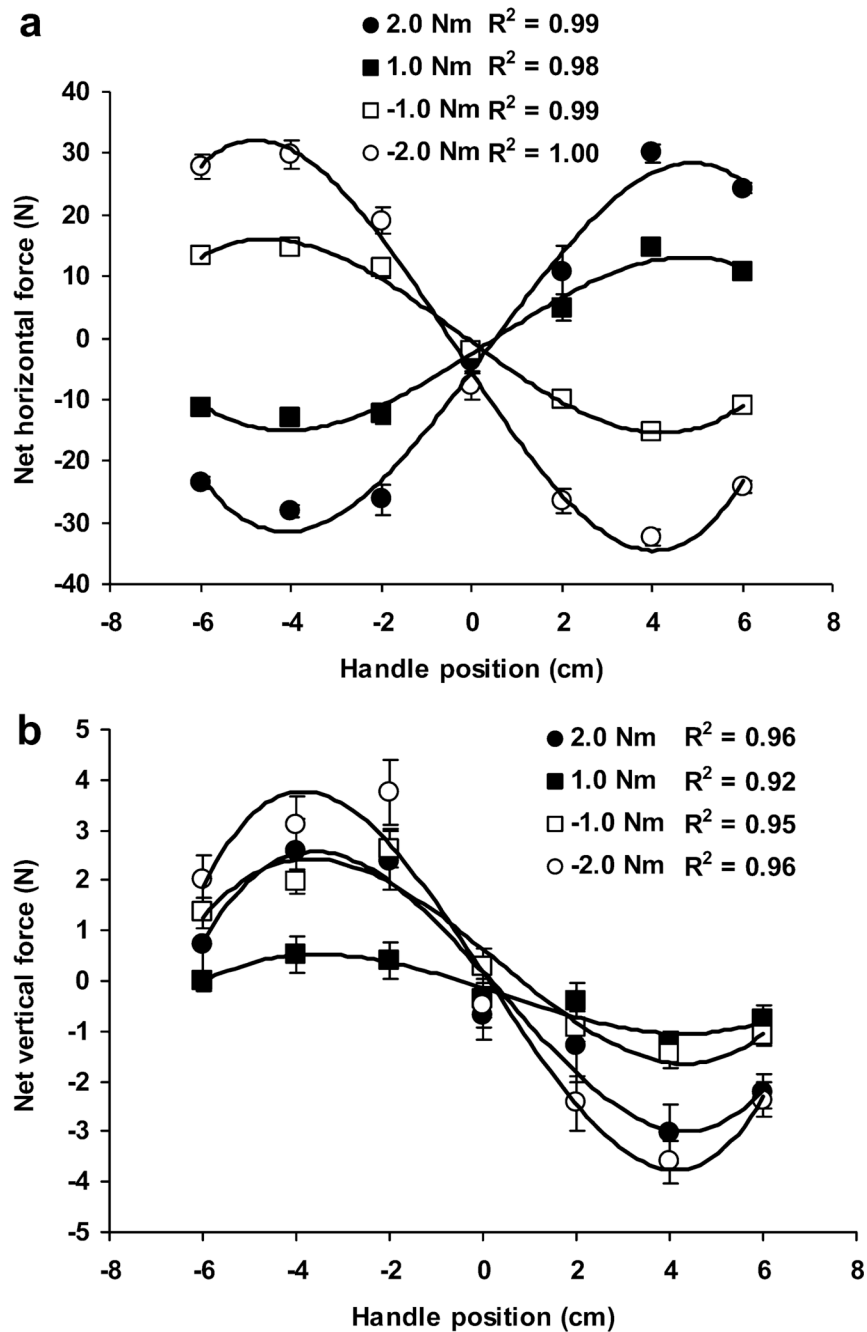 a
2.0 Nm R² = 0.99
1.0 Nm R² = 0.98
-1.0 Nm R² = 0.99
-2.0 Nm R² = 1.00
Net horizontal force (N)
40
30
20
10
0
-10
-20
-30
-40
-8 -6 -4 -2 0 2 4 6 8
Handle position (cm)
b
2.0 Nm R² = 0.96
1.0 Nm R² = 0.92
-1.0 Nm R² = 0.95
-2.0 Nm R² = 0.96
Net vertical force (N)
5
4
3
2
1
0
-1
-2
-3
-4
-5
-8 -6 -4 -2 0 2 4 6 8
Handle position (cm)